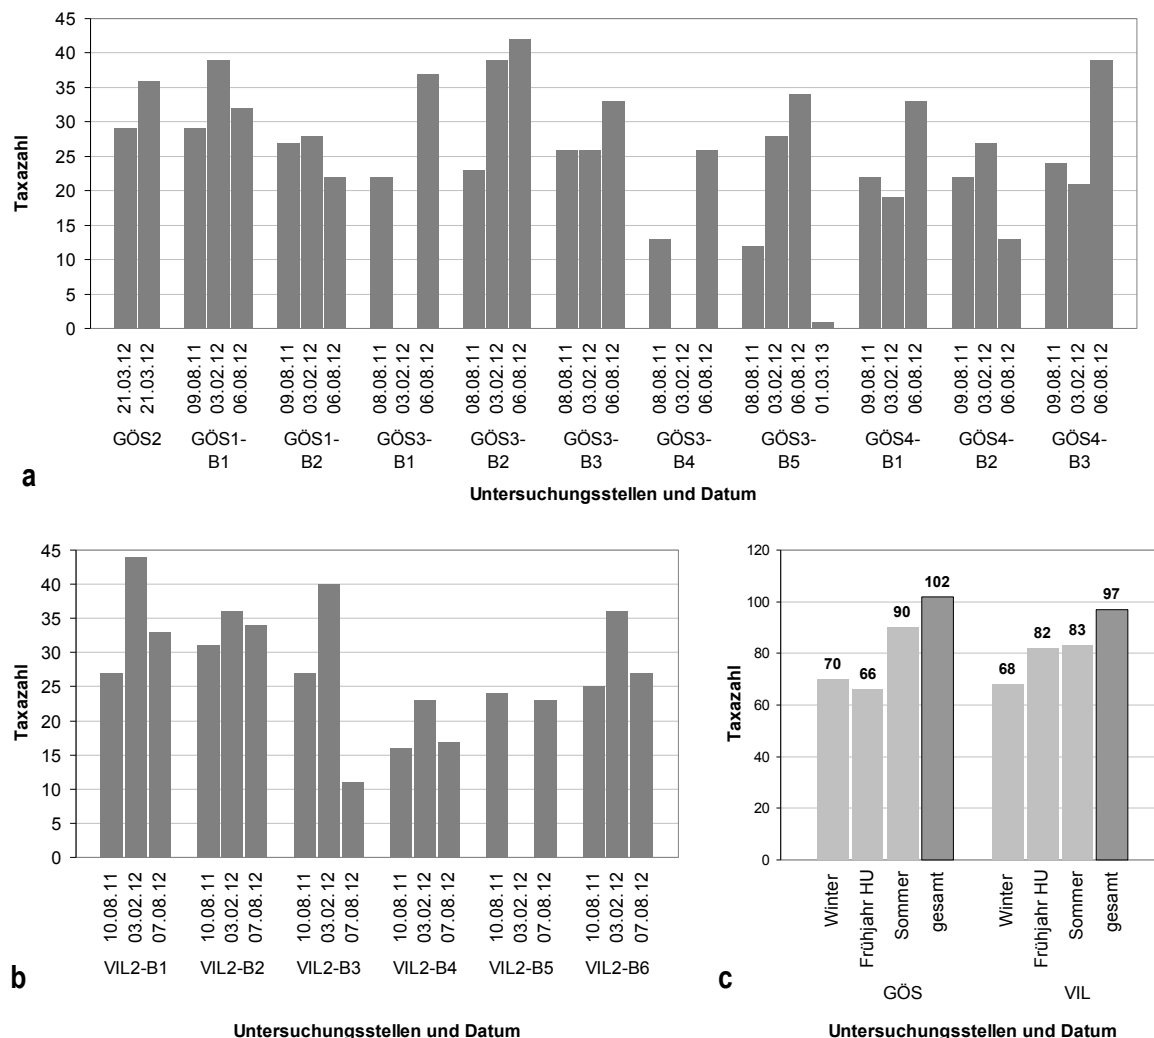 45
40
35
30
25
20
15
10
5
0
Taxazahl
21.03.12 21.03.12 09.08.11 03.02.12 06.08.12 09.08.11 03.02.12 06.08.12 08.08.11 03.02.12 06.08.12 08.08.11 03.02.12 06.08.12 08.08.11 03.02.12 06.08.12 08.08.11 03.02.12 06.08.12 08.08.11 03.02.12 06.08.12 01.03.13 09.08.11 03.02.12 06.08.12 09.08.11 03.02.12 06.08.12 09.08.11 03.02.12 06.08.12
GÖS2 GÖS1- GÖS1- GÖS3- GÖS3- GÖS3- GÖS3- GÖS3- GÖS4- GÖS4- GÖS4-
B1 B2 B1 B2 B3 B4 B5 B1 B2 B3
a
Untersuchungsstellen und Datum
45
40
35
30
25
20
15
10
5
0
Taxazahl
10.08.11 03.02.12 07.08.12 10.08.11 03.02.12 07.08.12 10.08.11 03.02.12 07.08.12 10.08.11 03.02.12 07.08.12 10.08.11 03.02.12 07.08.12 10.08.11 03.02.12 07.08.12
VIL2-B1 VIL2-B2 VIL2-B3 VIL2-B4 VIL2-B5 VIL2-B6
b
Untersuchungsstellen und Datum
120
100
80
60
40
20
0
Taxazahl
70 66 90 102 68 82 83 97
Winter Frühjahr HU Sommer gesamt Winter Frühjahr HU Sommer gesamt
GÖS VIL
c
Untersuchungsstellen und Datum